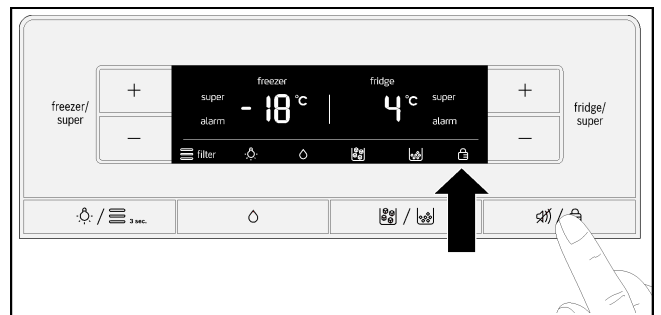 freezer/
super
+
−
freezer
super
alarm
-18 °C
fridge
4 °C
super
alarm
filter
+
−
fridge/
super
/ 3 sec.
/
/